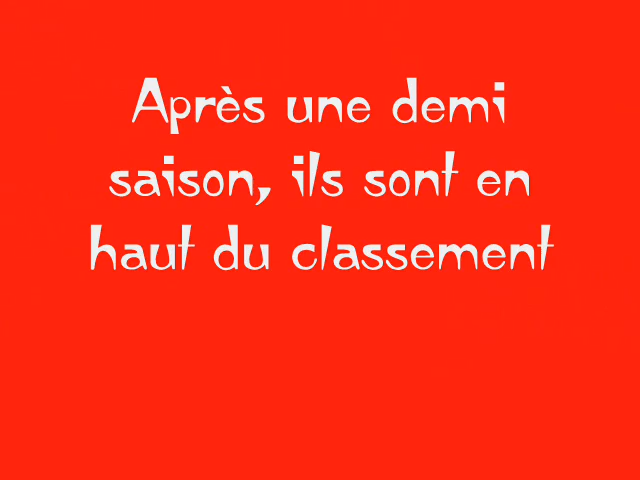 Après une demi
saison, ils sont en
haut du classement